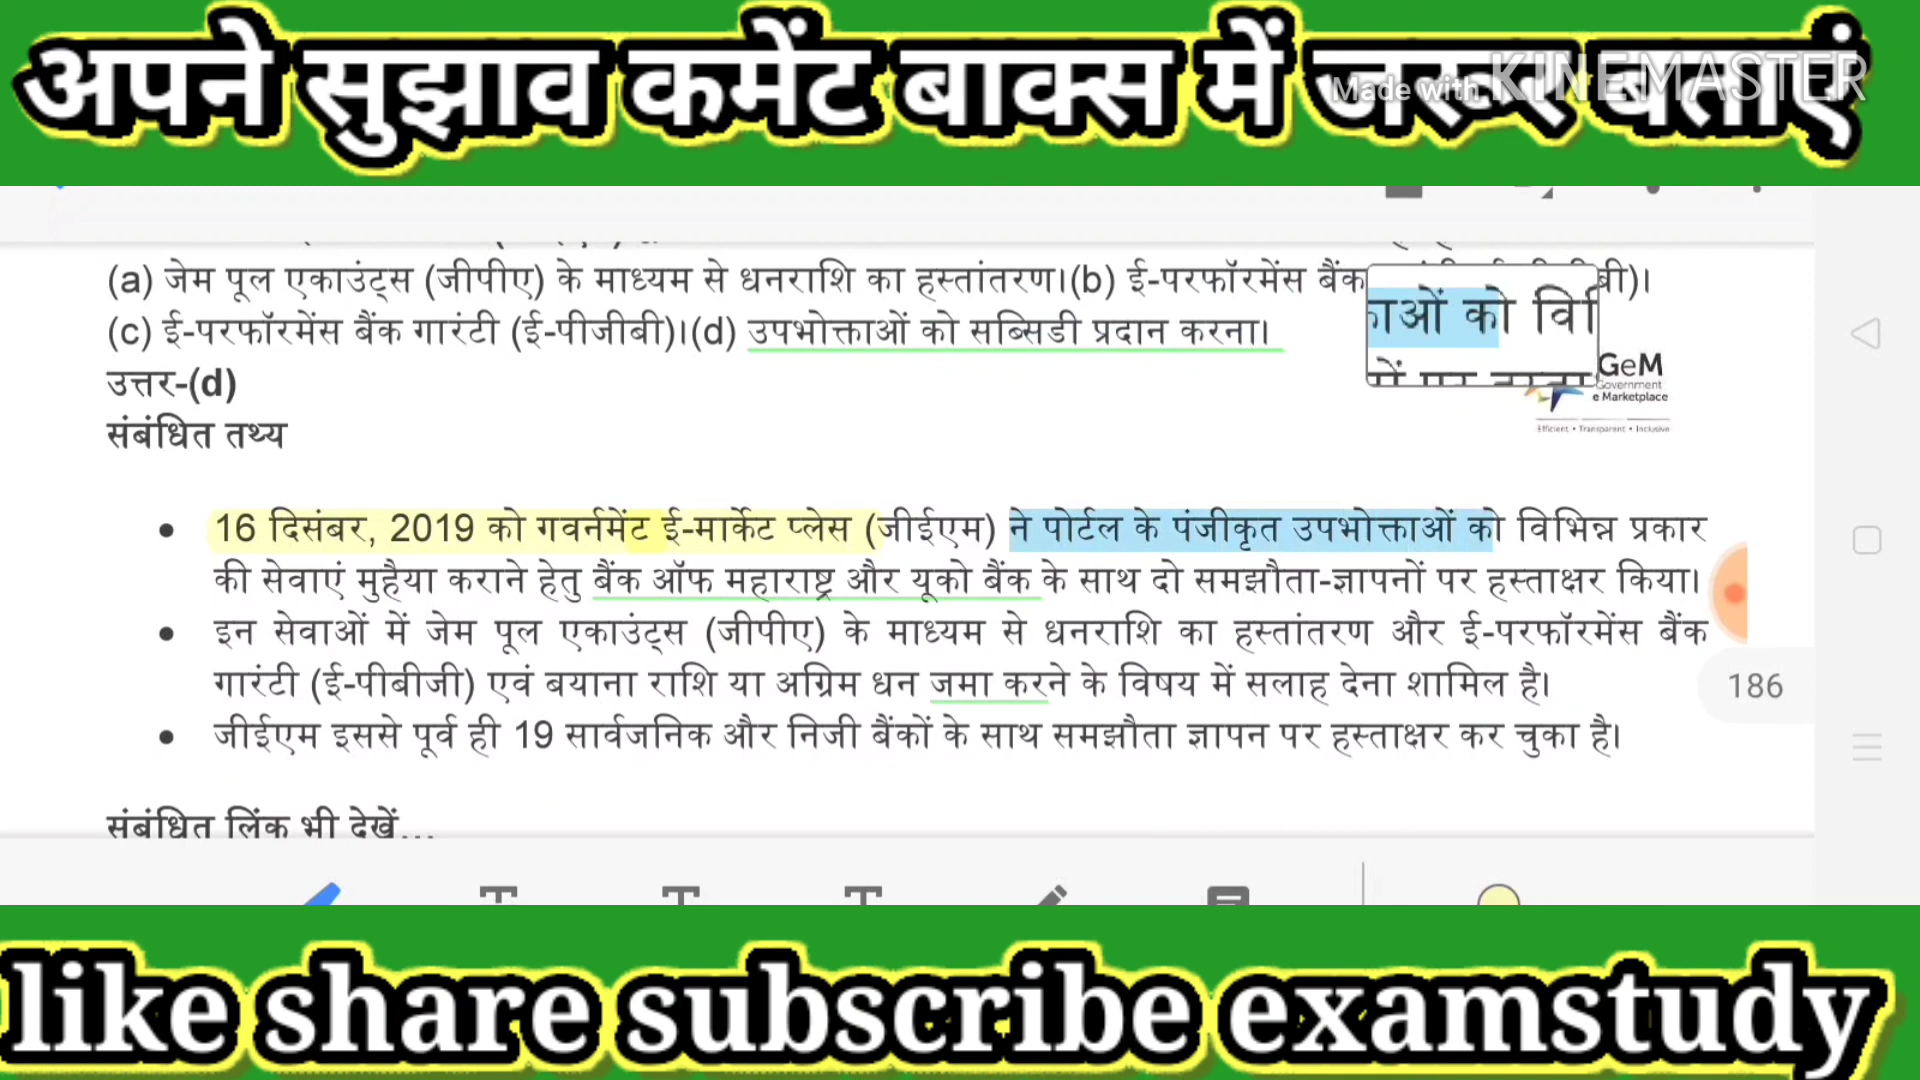 अपने सुझाव कमेंट बाक्स में जरूर बताएं
Made with KINEMASTER
(a) जेम पूल एकाउंट्स (जीपीए) के माध्यम से धनराशि का हस्तांतरण।(b) ई-परफॉरमेंस बैंक बी)।
ाओं को वि
(c) ई-परफॉरमेंस बैंक गारंटी (ई-पीजीबी)।(d) उपभोक्ताओं को सब्सिडी प्रदान करना।
GeM
Government
e Marketplace
Efficient • Transparent • Inclusive
उत्तर-(d)
संबंधित तथ्य
• 16 दिसंबर, 2019 को गवर्नमेंट ई-मार्केट प्लेस (जीईएम) ने पोर्टल के पंजीकृत उपभोक्ताओं को विभिन्न प्रकार
की सेवाएं मुहैया कराने हेतु बैंक ऑफ महाराष्ट्र और यूको बैंक के साथ दो समझौता-ज्ञापनों पर हस्ताक्षर किया।
• इन सेवाओं में जेम पूल एकाउंट्स (जीपीए) के माध्यम से धनराशि का हस्तांतरण और ई-परफॉरमेंस बैंक
गारंटी (ई-पीबीजी) एवं बयाना राशि या अग्रिम धन जमा करने के विषय में सलाह देना शामिल है।
186
• जीईएम इससे पूर्व ही 19 सार्वजनिक और निजी बैंकों के साथ समझौता ज्ञापन पर हस्ताक्षर कर चुका है।
संबंधित लिंक भी देखें...
like share subscribe examstudy